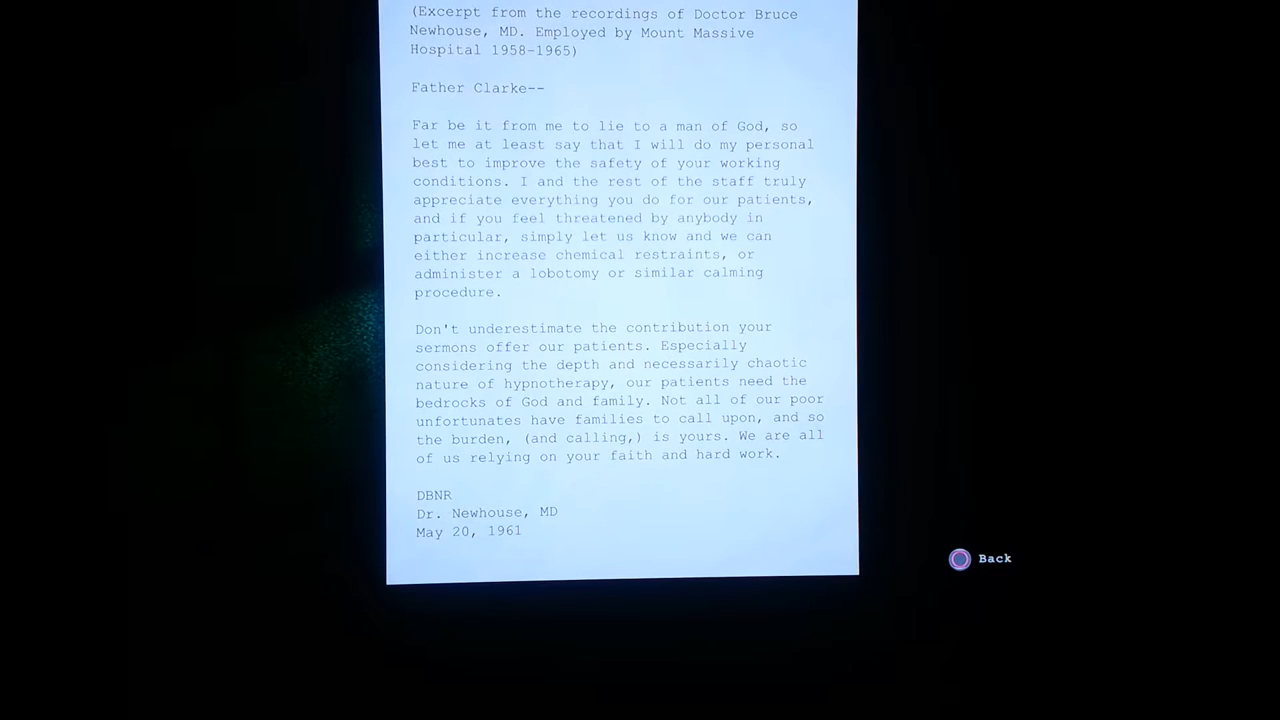 (Excerpt from the recordings of Doctor Bruce
Newhouse, MD. Employed by Mount Massive
Hospital 1958-1965)
Father Clarke--
Far be it from me to lie to a man of God, so
let me at least say that I will do my personal
best to improve the safety of your working
conditions. I and the rest of the staff truly
appreciate everything you do for our patients,
and if you feel threatened by anybody in
particular, simply let us know and we can
either increase chemical restraints, or
administer a lobotomy or similar calming
procedure.
Don't underestimate the contribution your
sermons offer our patients. Especially
considering the depth and necessarily chaotic
nature of hypnotherapy, our patients need the
bedrocks of God and family. Not all of our poor
unfortunates have families to call upon, and so
the burden, (and calling,) is yours. We are all
of us relying on your faith and hard work.
DBNR
Dr. Newhouse, MD
May 20, 1961
Back